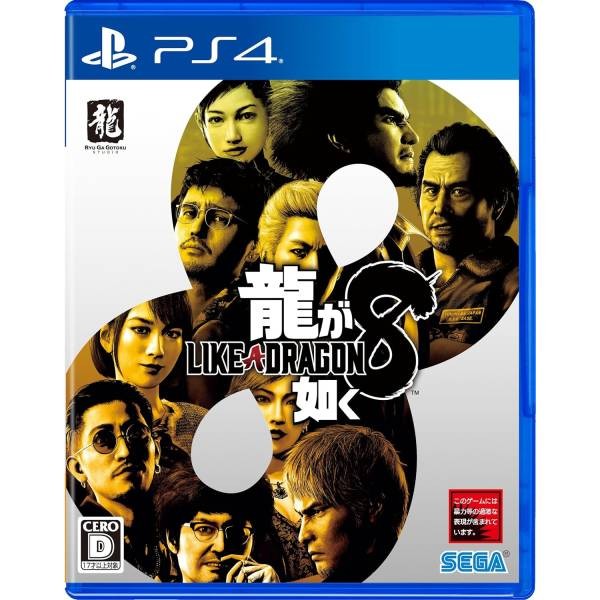 PS4
龍
RYU GA GOTOKU
STUDIO
龍が
LIKE A DRAGON
8
如く
TM
CERO
D
17才以上対象
このゲームには
暴力等の過激な
表現が含まれて
います。
SEGA